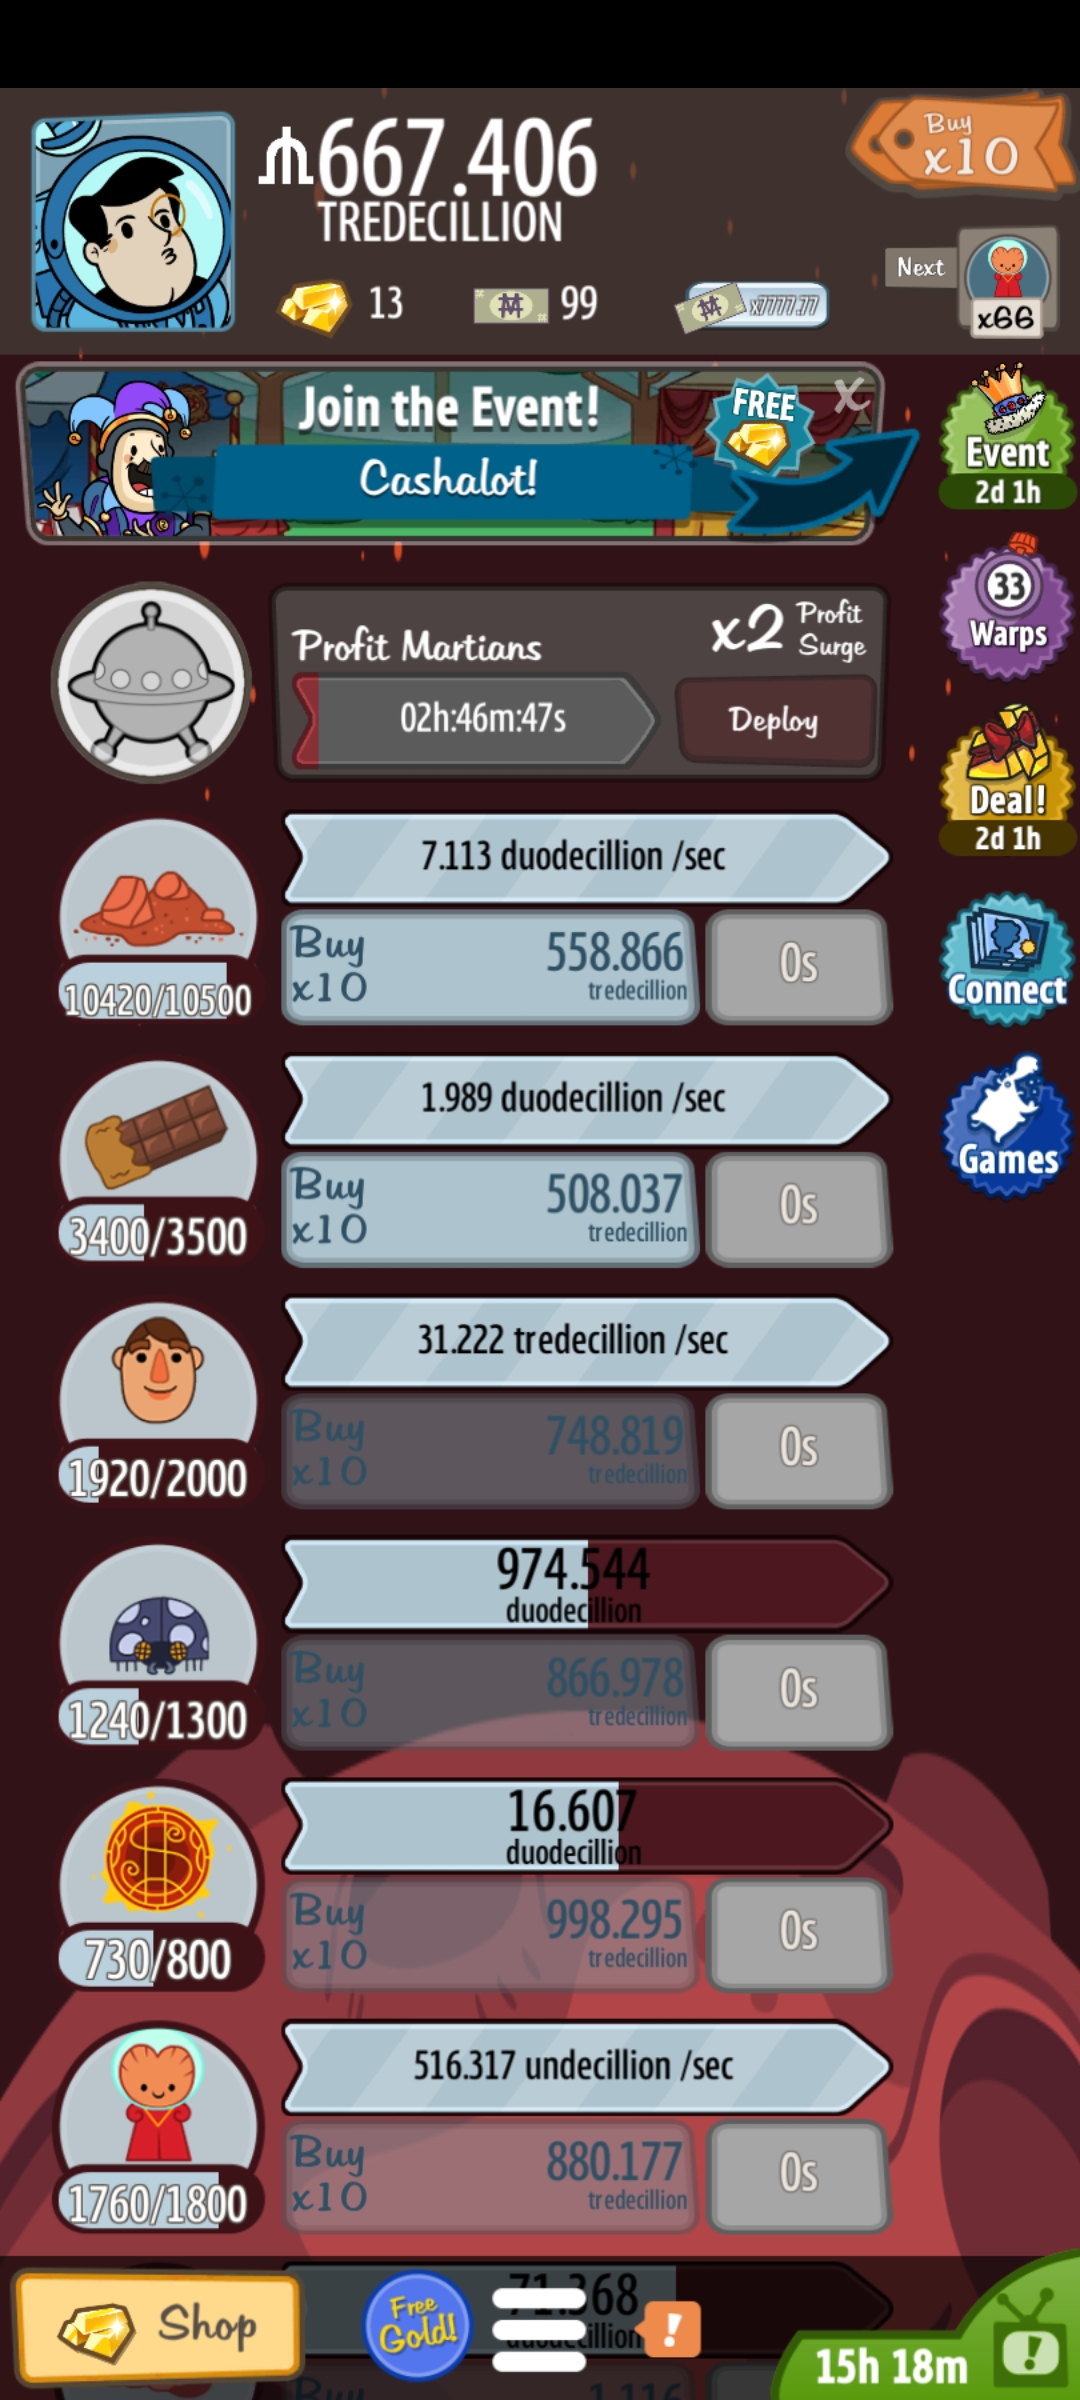 667.406
TREDECILLION
Buy
x10
13
99
x7777.77
Next
x66
Join the Event!
Cashalot!
FREE
X
Event
2d 1h
33
Warps
Profit Martians
x2 Profit
Surge
02h:46m:47s
Deploy
Deal!
2d 1h
7.113 duodecillion /sec
Buy
x10
558.866
tredecillion
0s
10420/10500
Connect
1.989 duodecillion /sec
Buy
x10
508.037
tredecillion
0s
3400/3500
Games
31.222 tredecillion /sec
Buy
x10
748.819
tredecillion
0s
1920/2000
974.544
duodecillion
Buy
x10
866.978
tredecillion
0s
1240/1300
16.607
duodecillion
Buy
x10
998.295
tredecillion
0s
730/800
516.317 undecillion /sec
Buy
x10
880.177
tredecillion
0s
1760/1800
Shop
Free
Gold!
!
15h 18m
!
Buy
1.116